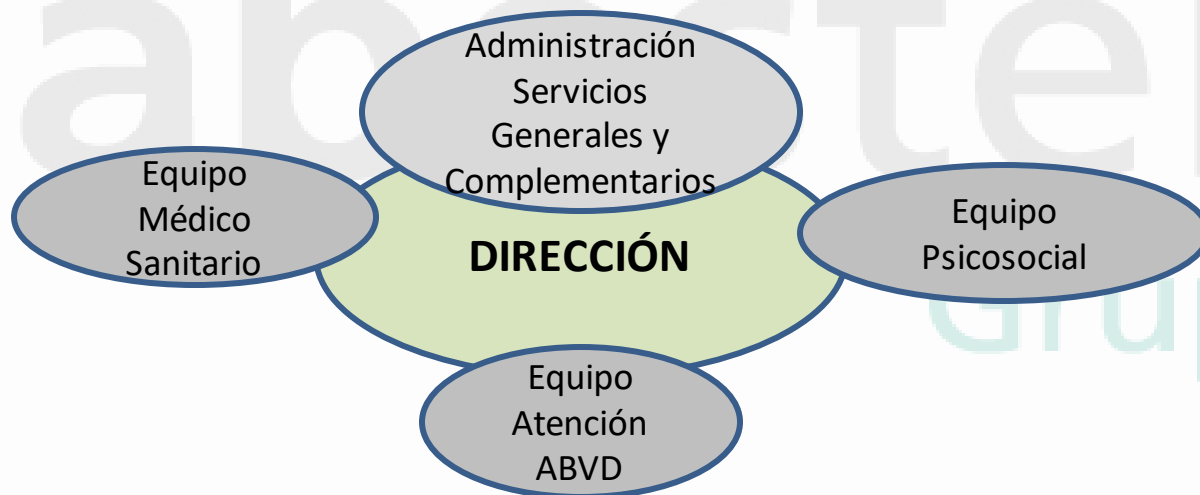 Administración
Servicios
Generales y
Complementarios
Equipo
Médico
Sanitario
DIRECCIÓN
Equipo
Psicosocial
Equipo
Atención
ABVD